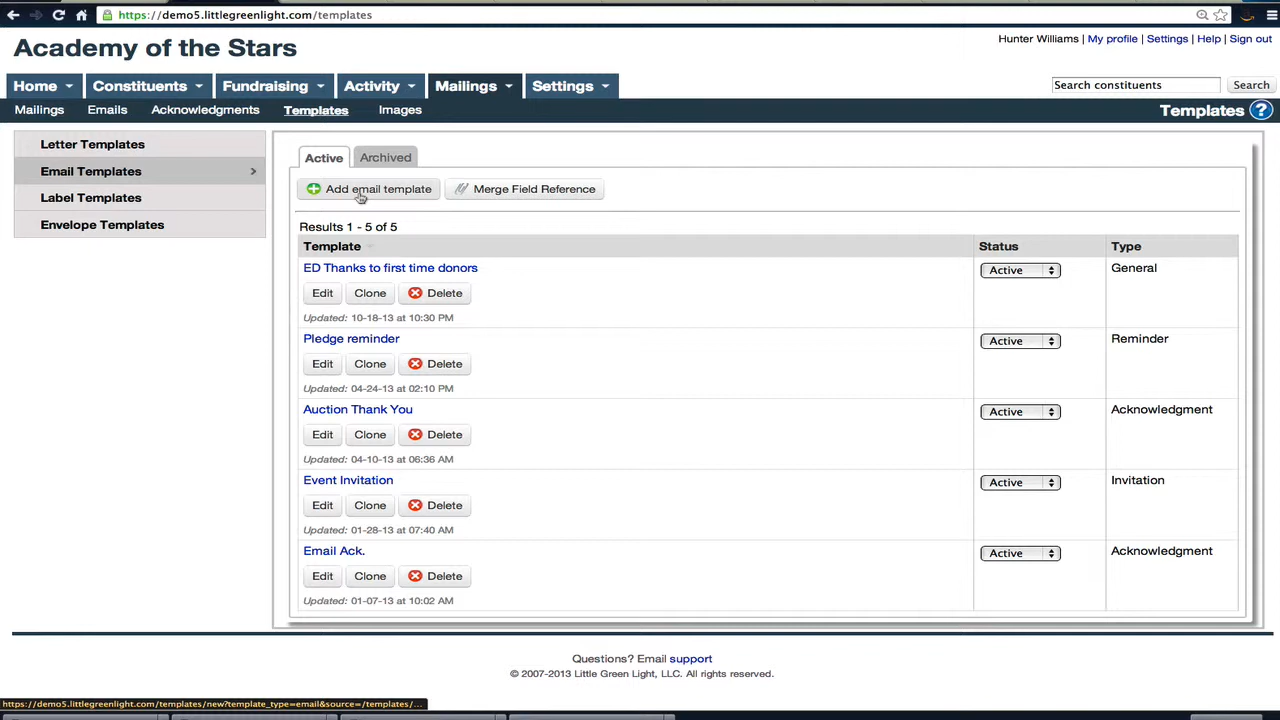 https://demo5.littlegreenlight.com/templates
Academy of the Stars
Hunter Williams | My profile | Settings | Help | Sign out
Home Constituents Fundraising Activity Mailings Settings
Search constituents Search
Mailings Emails Acknowledgments Templates Images
Templates ?
Letter Templates
Email Templates
Label Templates
Envelope Templates
Active Archived
Add email template Merge Field Reference
Results 1 - 5 of 5
Template Status Type
ED Thanks to first time donors Active General
Edit Clone Delete
Updated: 10-18-13 at 10:30 PM
Pledge reminder Active Reminder
Edit Clone Delete
Updated: 04-24-13 at 02:10 PM
Auction Thank You Active Acknowledgment
Edit Clone Delete
Updated: 04-10-13 at 06:36 AM
Event Invitation Active Invitation
Edit Clone Delete
Updated: 01-28-13 at 07:40 AM
Email Ack. Active Acknowledgment
Edit Clone Delete
Updated: 01-07-13 at 10:02 AM
Questions? Email support
© 2007-2013 Little Green Light, LLC. All rights reserved.
https://demo5.littlegreenlight.com/templates/new?template_type=email&source=/templates/...